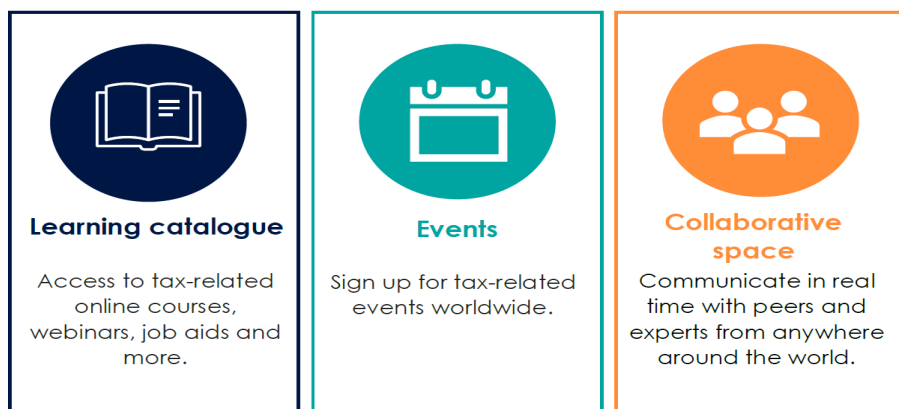 Learning catalogue
Access to tax-related
online courses,
webinars, job aids and
more.
Events
Sign up for tax-related
events worldwide.
Collaborative
space
Communicate in real
time with peers and
experts from anywhere
around the world.